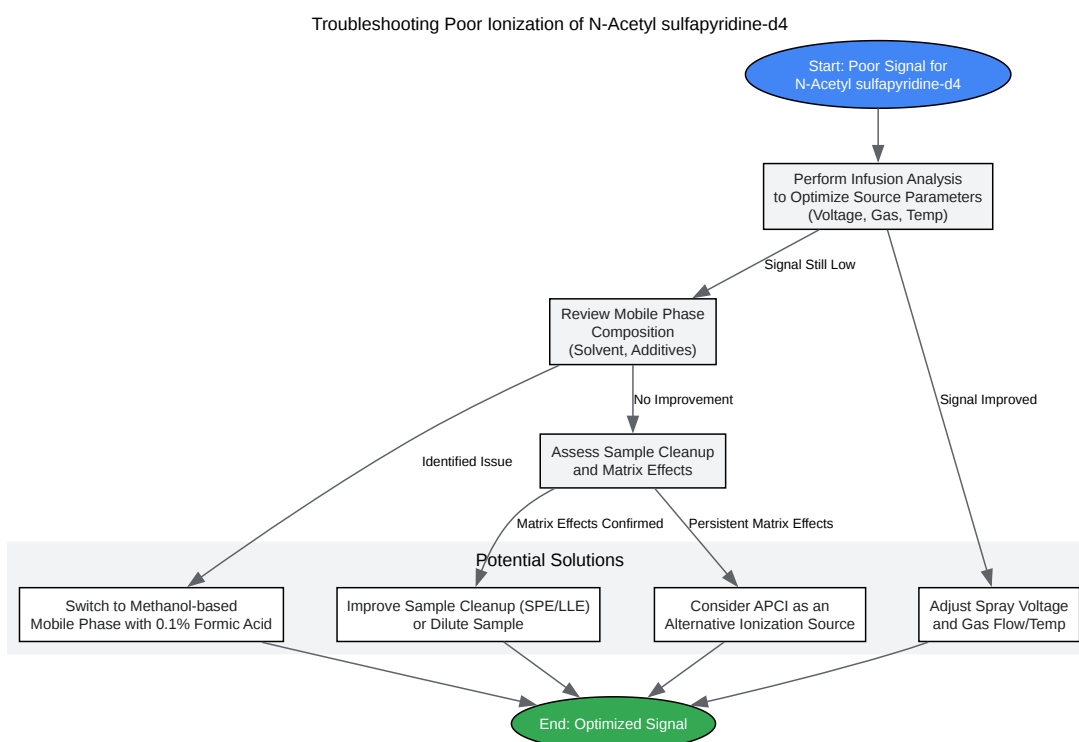 Troubleshooting Poor Ionization of N-Acetyl sulfapyridine-d4
Start: Poor Signal for
N-Acetyl sulfapyridine-d4
Perform Infusion Analysis
to Optimize Source Parameters
(Voltage, Gas, Temp)
Signal Still Low
Review Mobile Phase
Composition
(Solvent, Additives)
No Improvement
Signal Improved
Identified Issue
Assess Sample Cleanup
and Matrix Effects
Matrix Effects Confirmed
Persistent Matrix Effects
Potential Solutions
Switch to Methanol-based
Mobile Phase with 0.1% Formic Acid
Improve Sample Cleanup (SPE/LLE)
or Dilute Sample
Consider APCI as an
Alternative Ionization Source
Adjust Spray Voltage
and Gas Flow/Temp
End: Optimized Signal